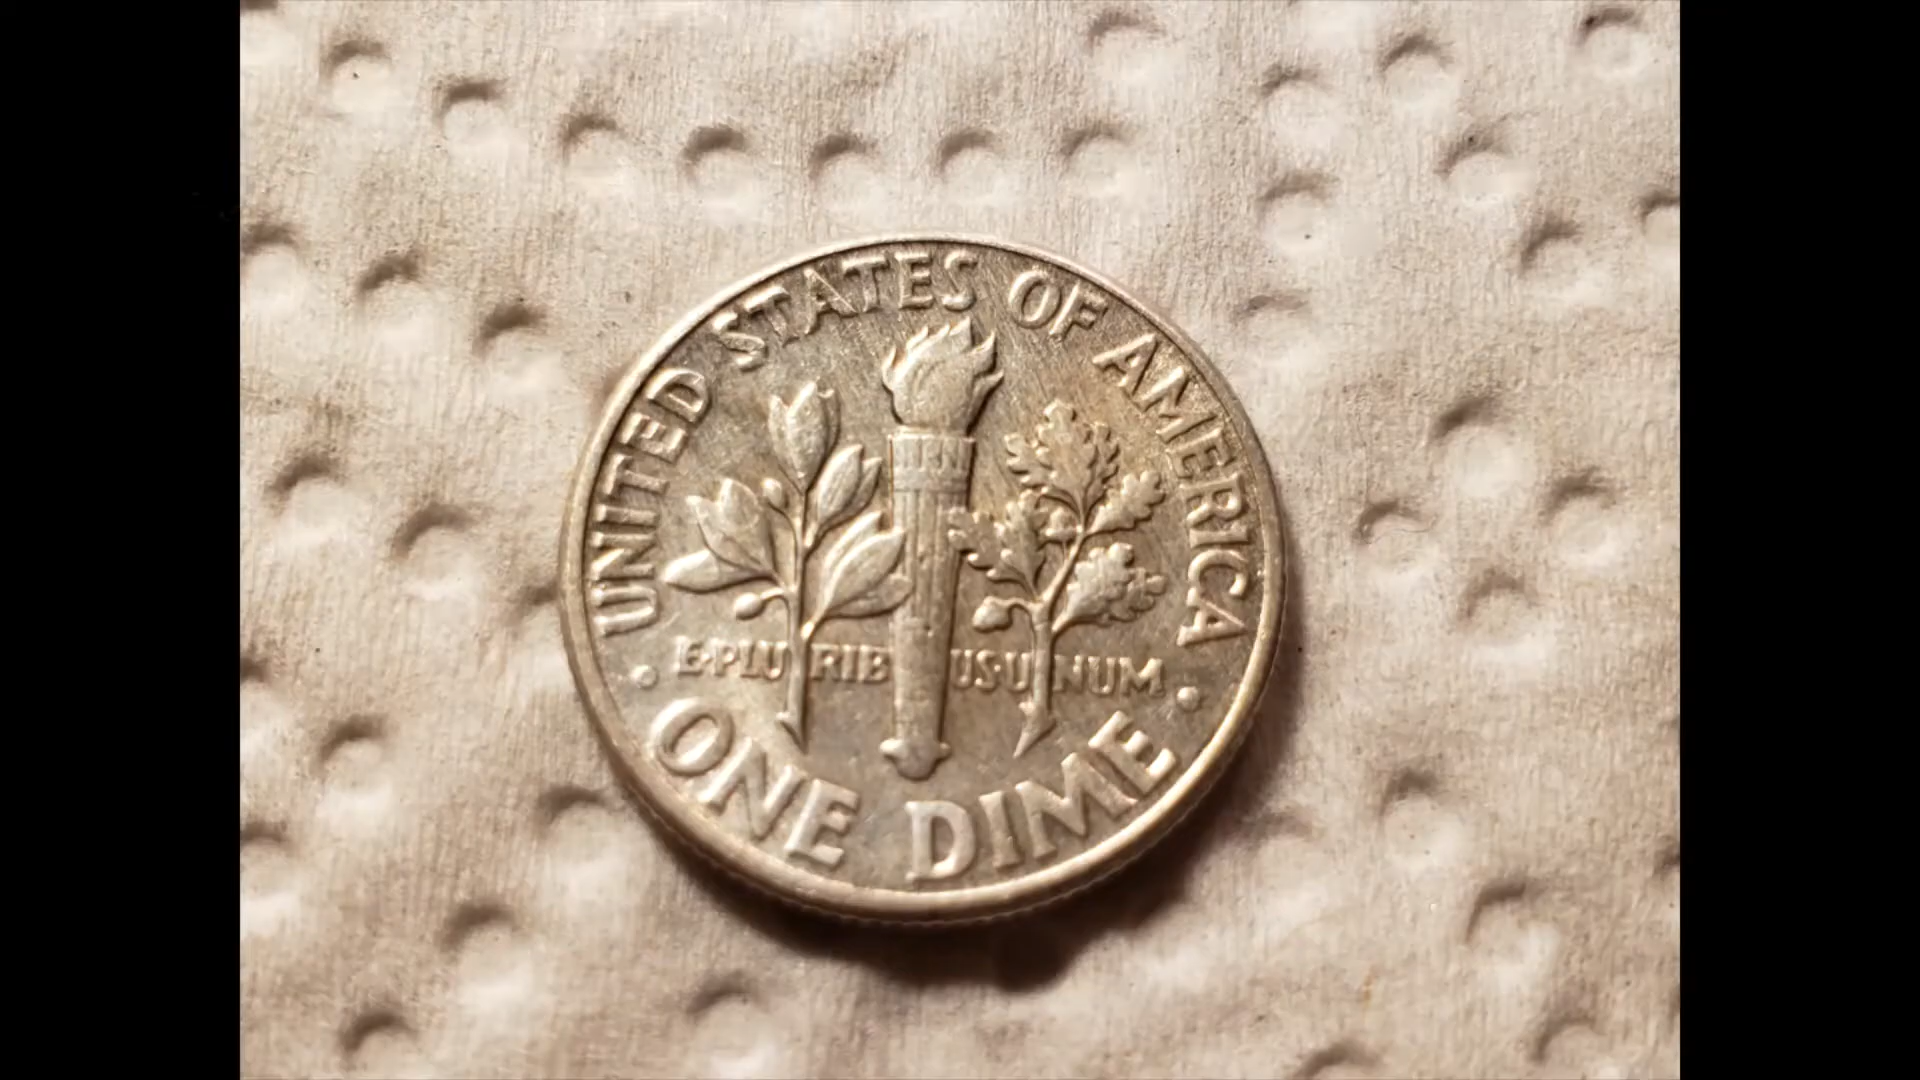 UNITED STATES OF AMERICA
E·PLURIBUS·UNUM
· ONE DIME ·